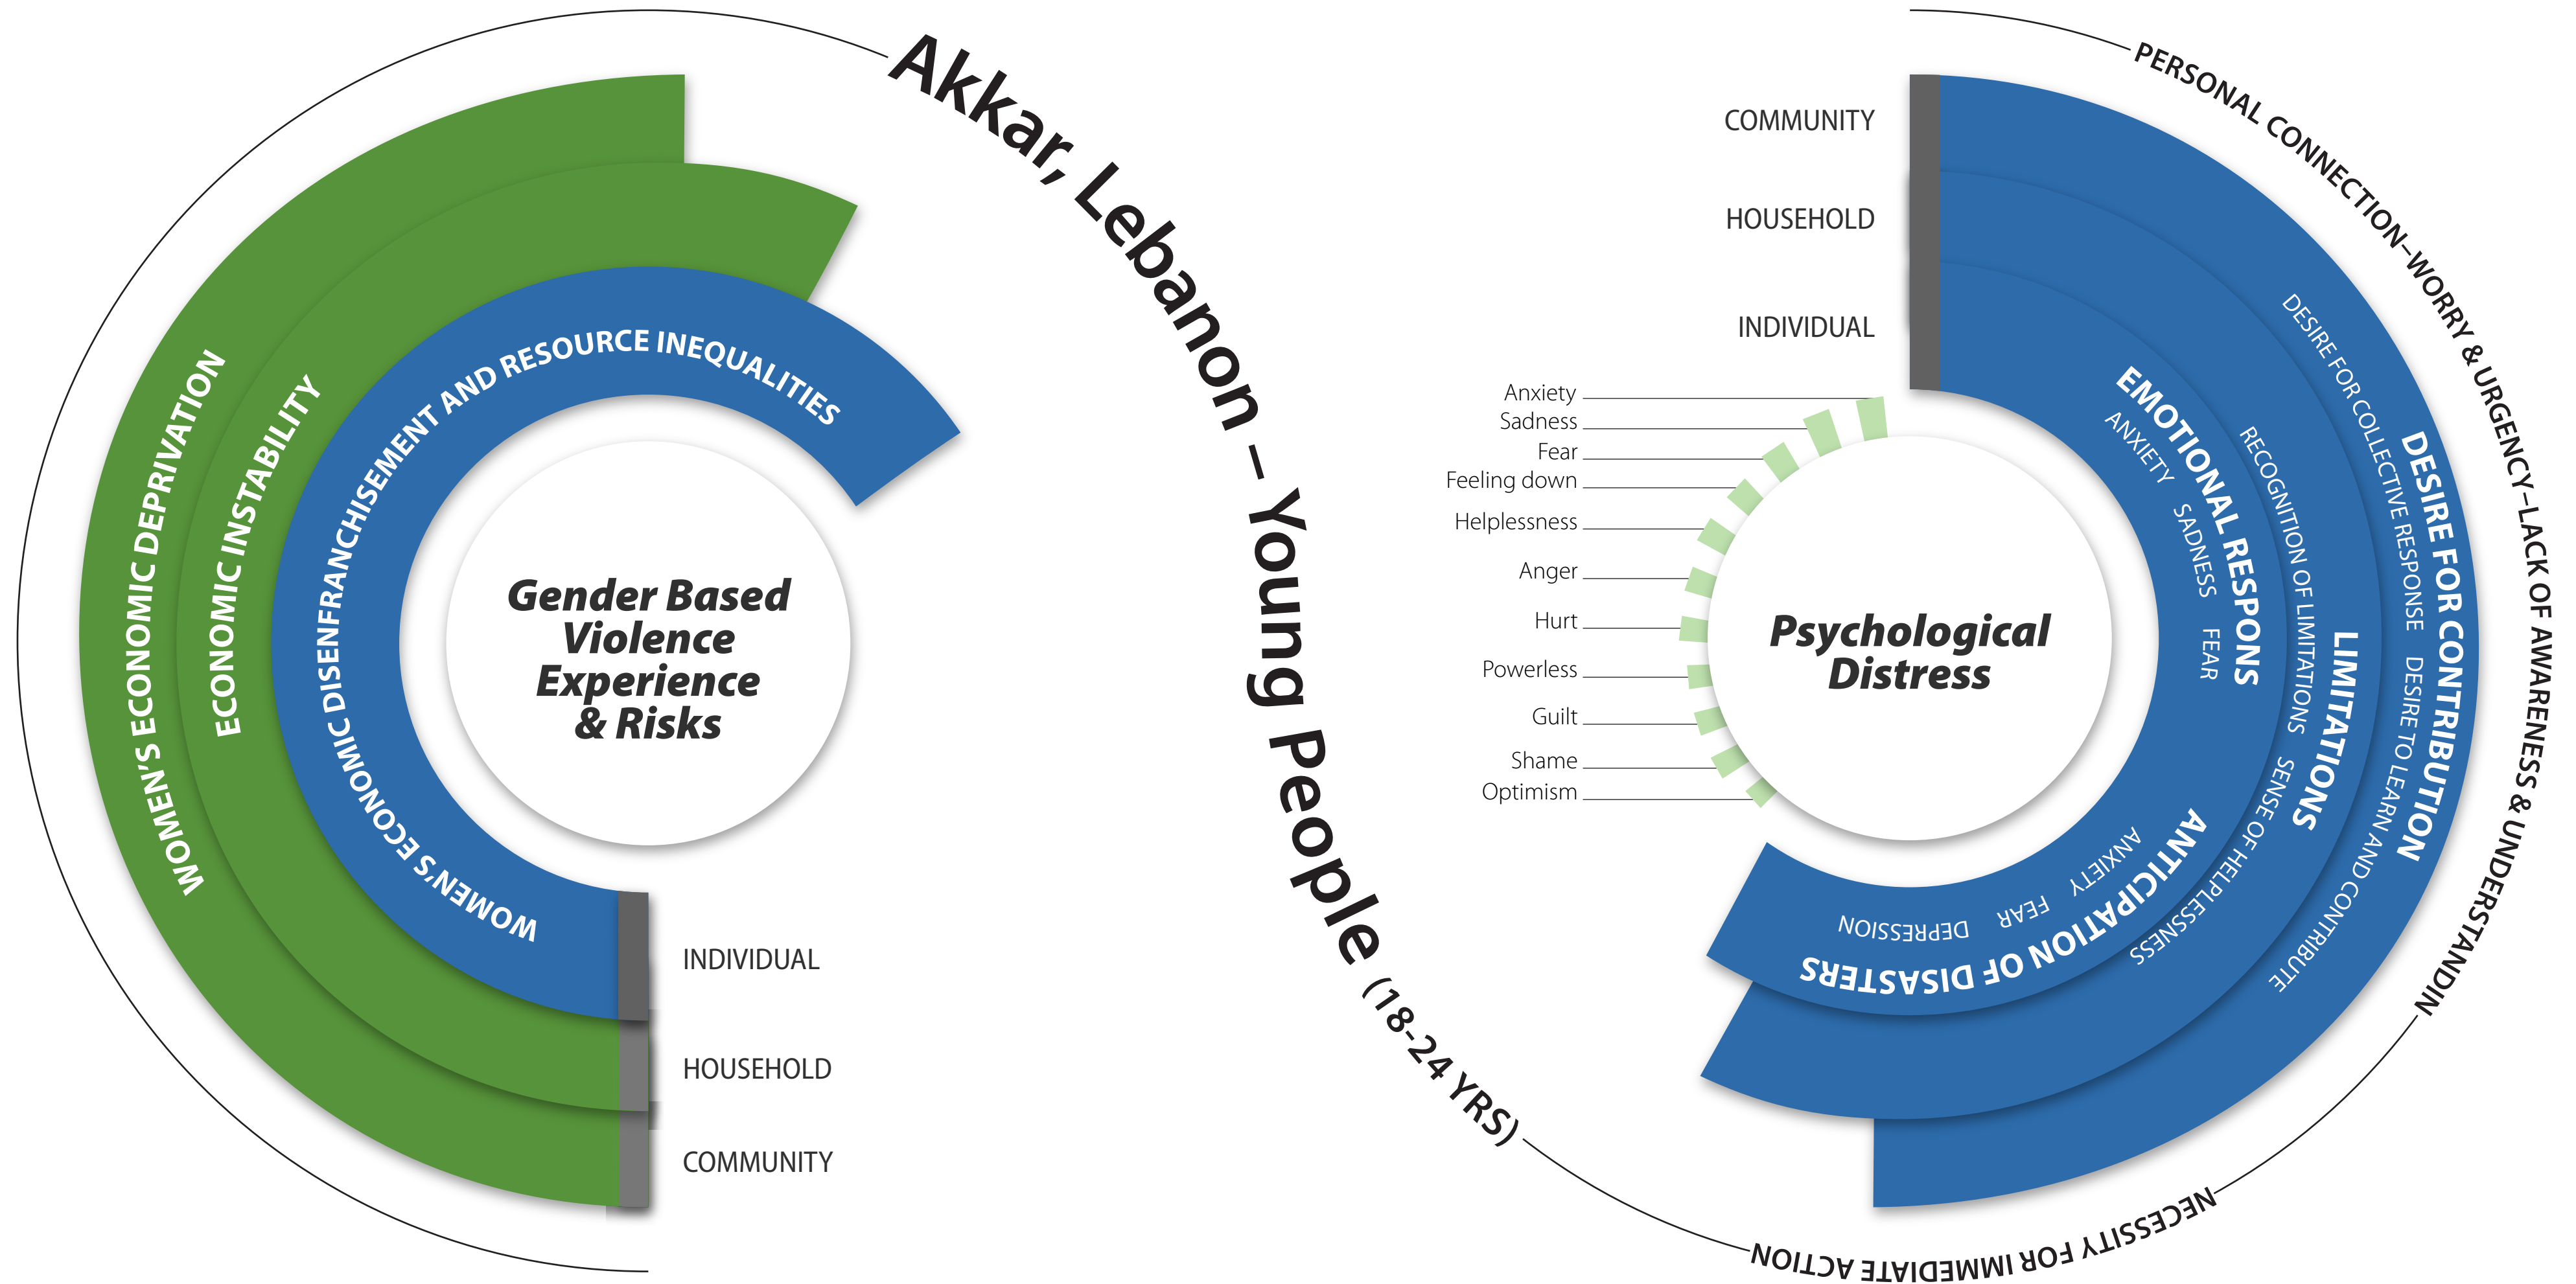 Akkar, Lebanon – Young People (18-24 YRS)
WOMEN'S ECONOMIC DEPRIVATION
ECONOMIC INSTABILITY
WOMEN'S ECONOMIC DISENFRANCHISEMENT AND RESOURCE INEQUALITIES
Gender Based
Violence
Experience
& Risks
INDIVIDUAL
HOUSEHOLD
COMMUNITY
COMMUNITY
HOUSEHOLD
INDIVIDUAL
Anxiety
Sadness
Fear
Feeling down
Helplessness
Anger
Hurt
Powerless
Guilt
Shame
Optimism
Psychological
Distress
EMOTIONAL RESPONS
ANXIETY SADNESS FEAR
ANTICIPATION OF DISASTERS
ANXIETY FEAR DEPRESSION
LIMITATIONS
RECOGNITION OF LIMITATIONS SENSE OF HELPLESSNESS
DESIRE FOR CONTRIBUTION
DESIRE FOR COLLECTIVE RESPONSE DESIRE TO LEARN AND CONTRIBUTE
PERSONAL CONNECTION–WORRY & URGENCY–LACK OF AWARENESS & UNDERSTANDIN
NECESSITY FOR IMMEDIATE ACTION